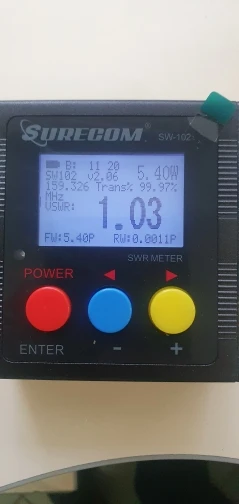 SURECOM®
SW-102
B: 11 20
SW102 v2.06 5.40W
159.326 Trans% 99.97%
MHz
VSWR: 1.03
FW:5.40P RW:0.0011P
SWR METER
POWER ◄ ►
ENTER - +